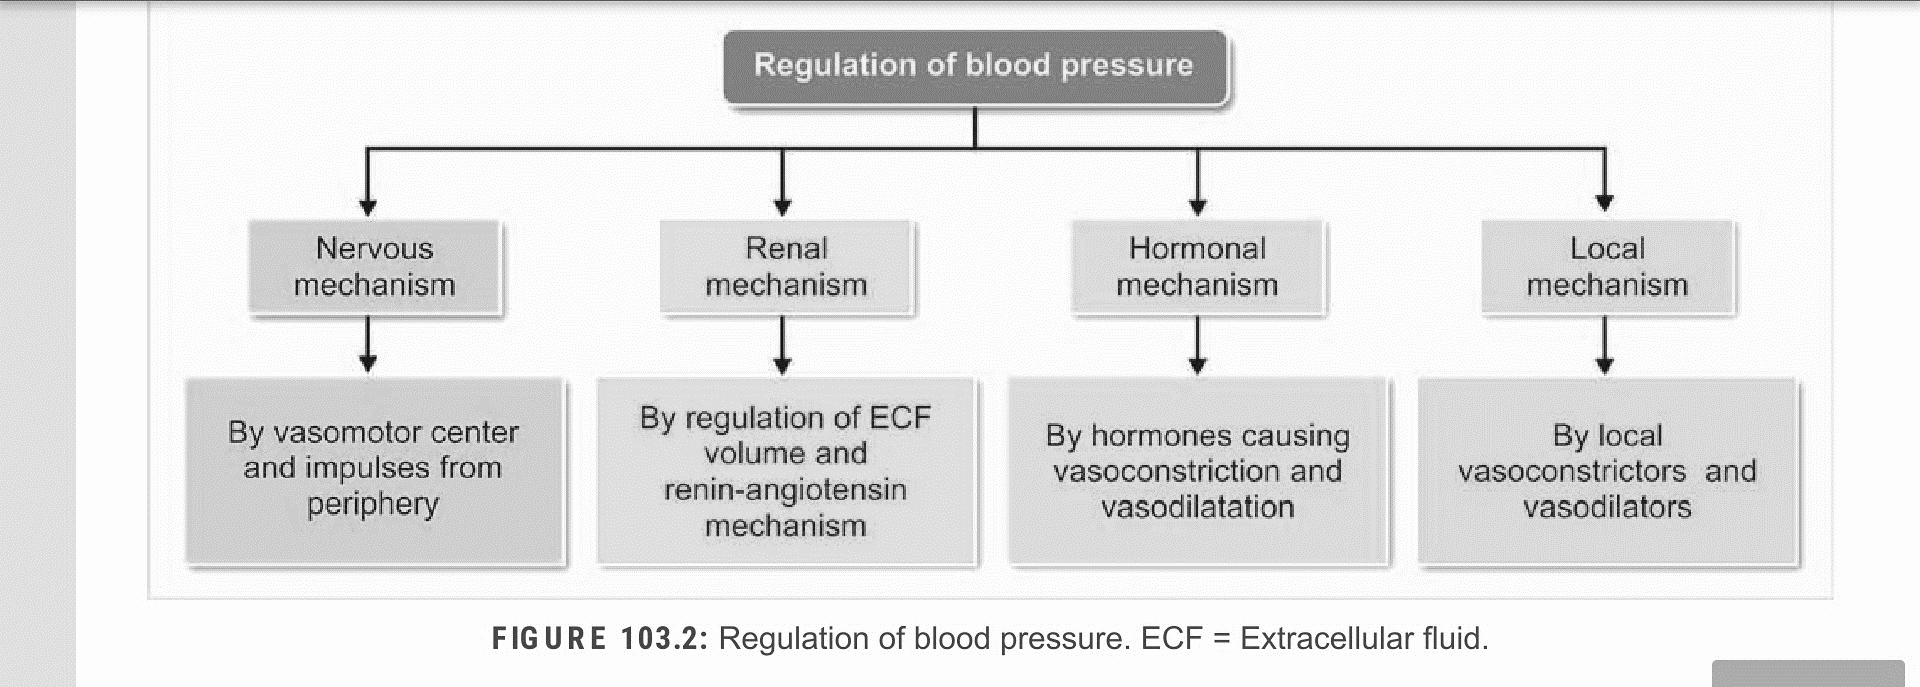 Regulation of blood pressure
Nervous
mechanism
Renal
mechanism
Hormonal
mechanism
Local
mechanism
By vasomotor center
and impulses from
periphery
By regulation of ECF
volume and
renin-angiotensin
mechanism
By hormones causing
vasoconstriction and
vasodilatation
By local
vasoconstrictors and
vasodilators
FIGURE 103.2: Regulation of blood pressure. ECF = Extracellular fluid.